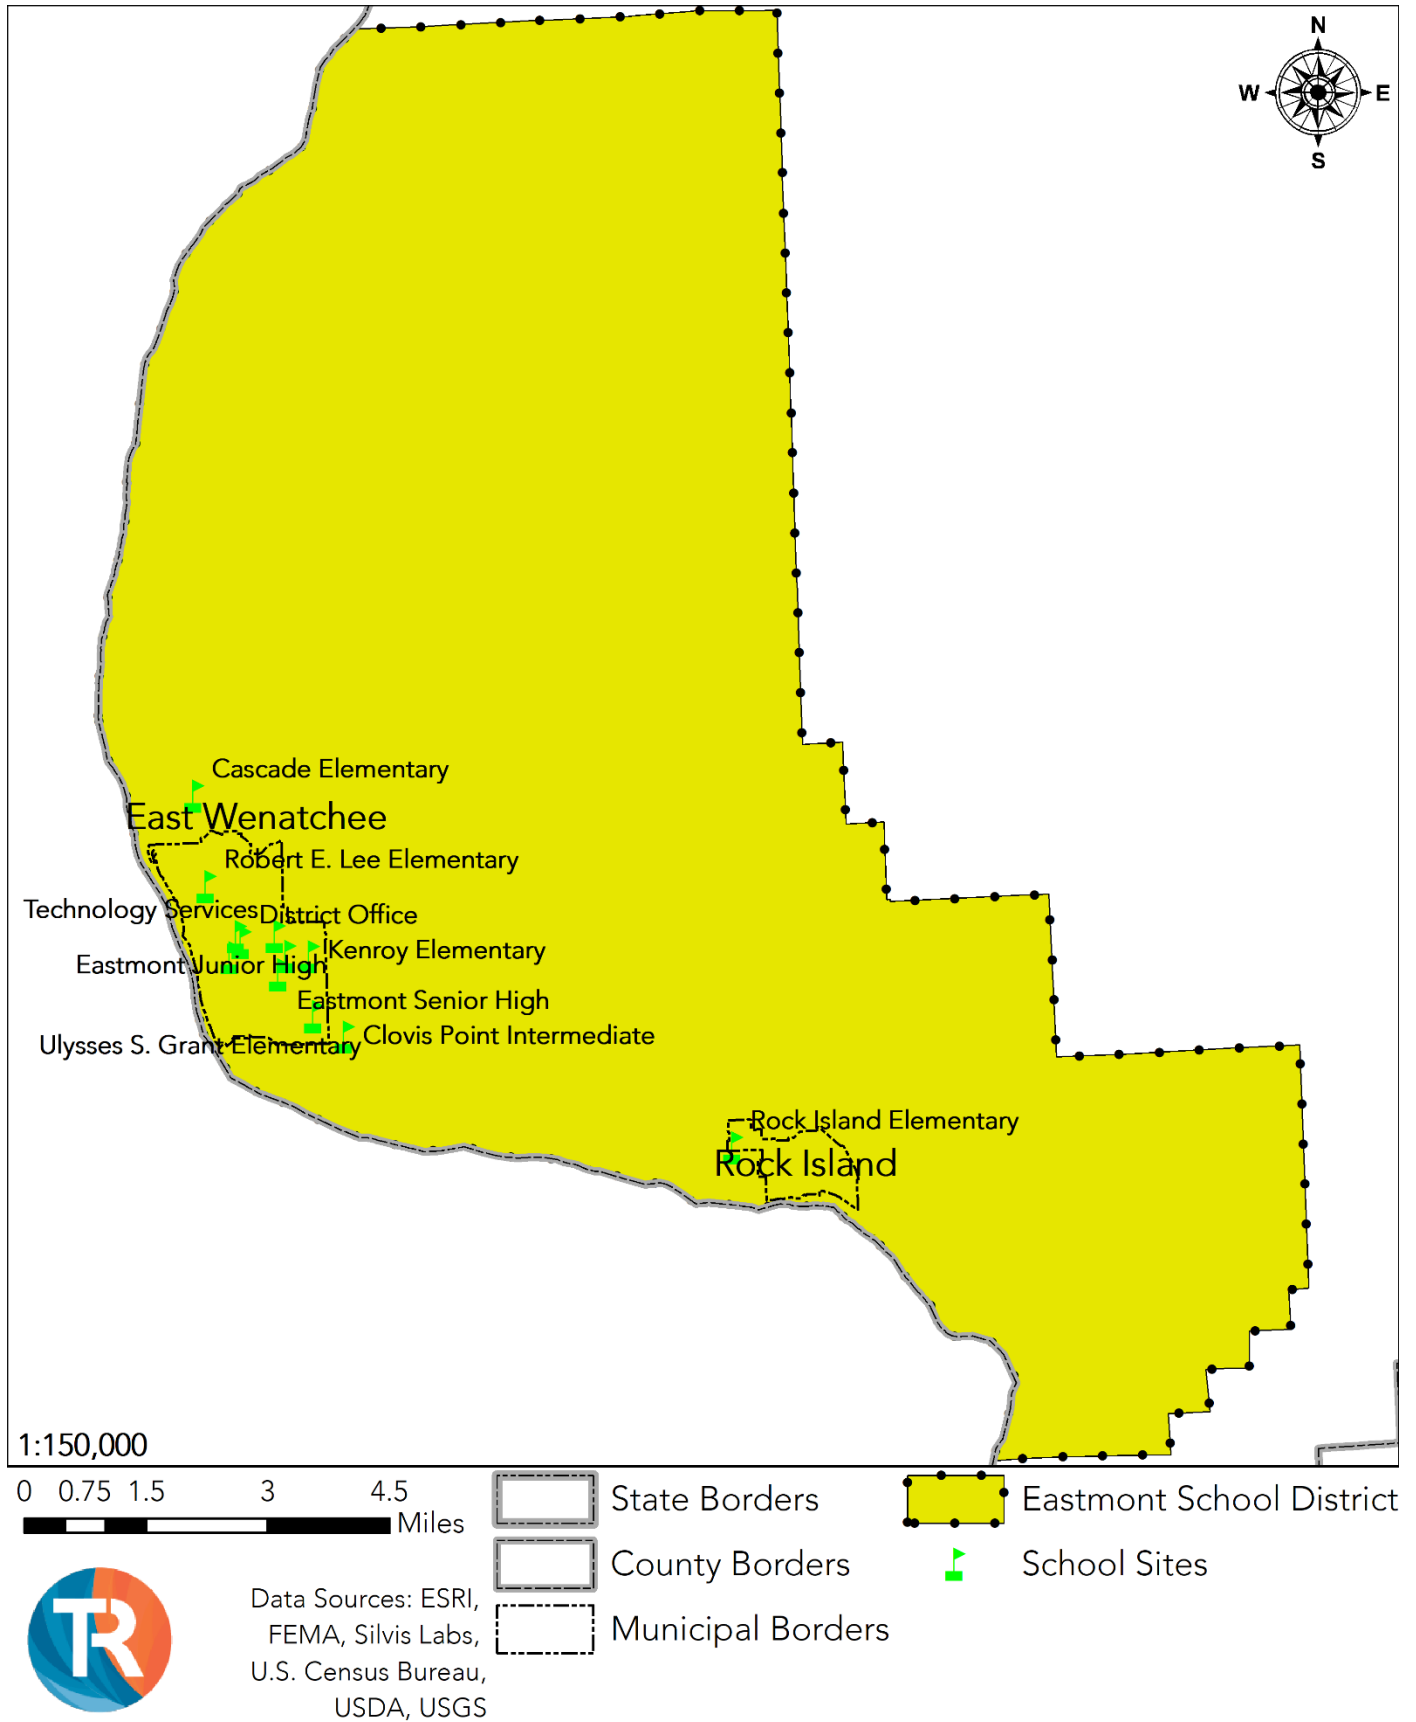 N
W E
S
Cascade Elementary
East Wenatchee
Robert E. Lee Elementary
Technology Services
District Office
Kenroy Elementary
Eastmont Junior High
Eastmont Senior High
Clovis Point Intermediate
Ulysses S. Grant Elementary
Rock Island Elementary
Rock Island
1:150,000
0 0.75 1.5 3 4.5
Miles
State Borders
County Borders
Municipal Borders
Eastmont School District
School Sites
TR
Data Sources: ESRI,
FEMA, Silvis Labs,
U.S. Census Bureau,
USDA, USGS